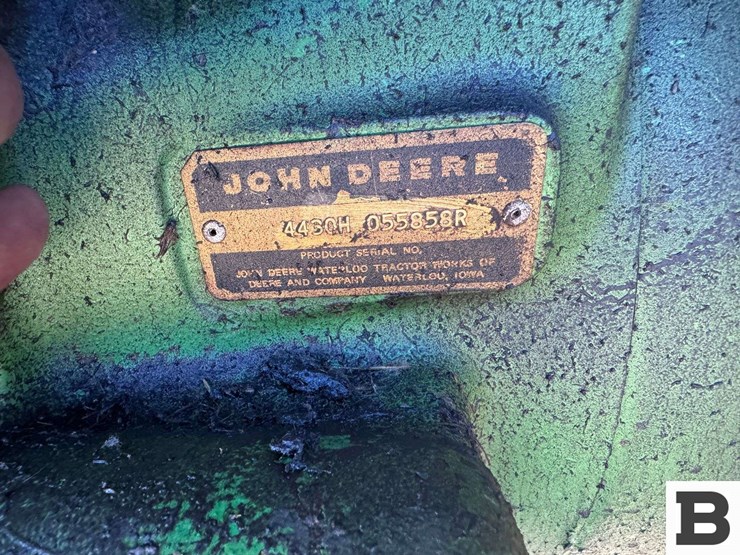 JOHN DEERE
4430H 055858R
PRODUCT SERIAL NO.
JOHN DEERE WATERLOO TRACTOR WORKS OF
DEERE AND COMPANY WATERLOO, IOWA
B